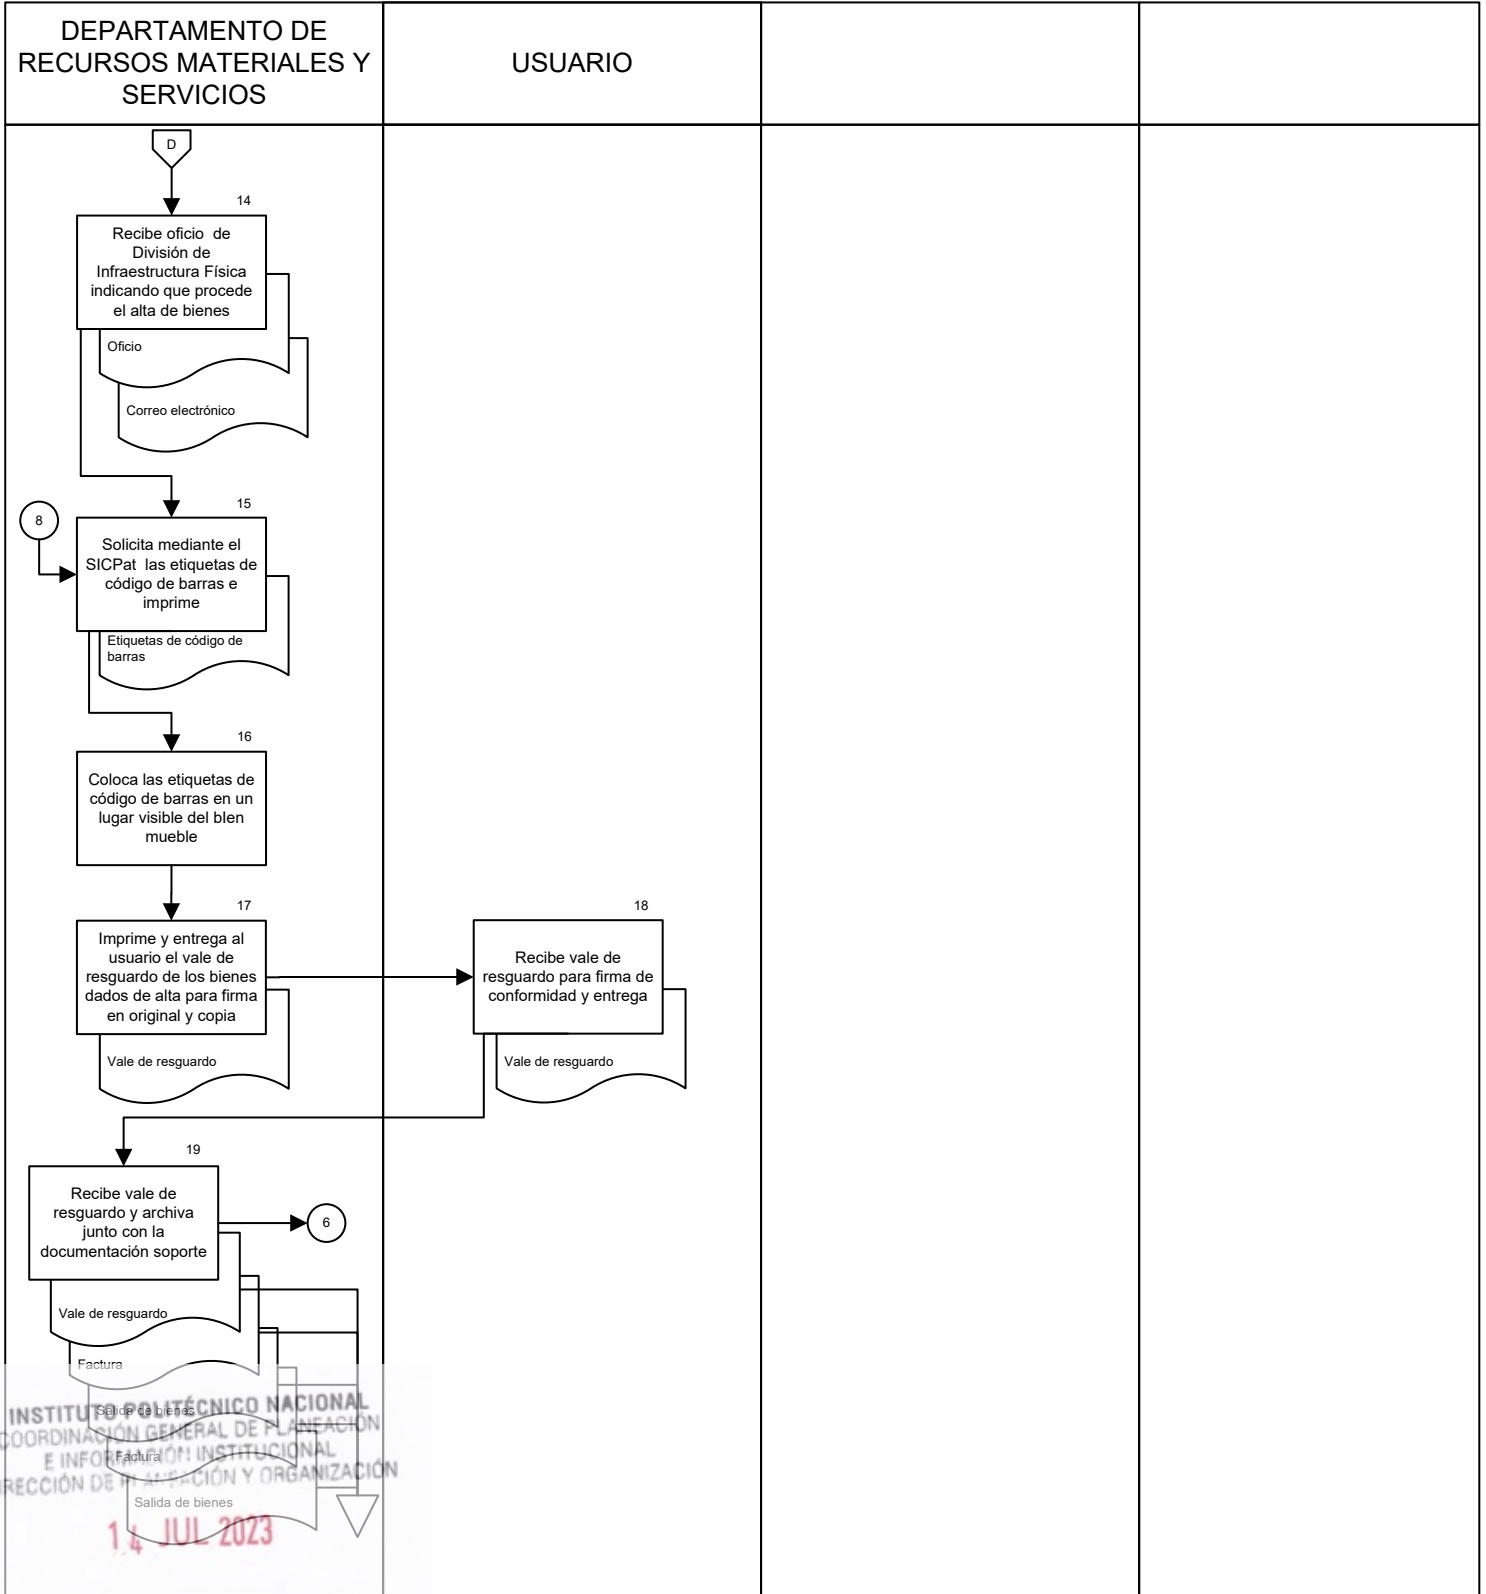 DEPARTAMENTO DE
RECURSOS MATERIALES Y
SERVICIOS
USUARIO
D
14
Recibe oficio de
División de
Infraestructura Física
indicando que procede
el alta de bienes
Oficio
Correo electrónico
8
15
Solicita mediante el
SICPat las etiquetas de
código de barras e
imprime
Etiquetas de código de
barras
16
Coloca las etiquetas de
código de barras en un
lugar visible del bIen
mueble
17
Imprime y entrega al
usuario el vale de
resguardo de los bienes
dados de alta para firma
en original y copia
Vale de resguardo
18
Recibe vale de
resguardo para firma de
conformidad y entrega
Vale de resguardo
19
Recibe vale de
resguardo y archiva
junto con la
documentación soporte
6
Vale de resguardo
Factura
Salida de bienes
Factura
Salida de bienes
INSTITUTO POLITÉCNICO NACIONAL
COORDINACIÓN GENERAL DE PLANEACIÓN
E INFORMACIÓN INSTITUCIONAL
RECCIÓN DE PLANEACIÓN Y ORGANIZACIÓN
14 JUL 2023